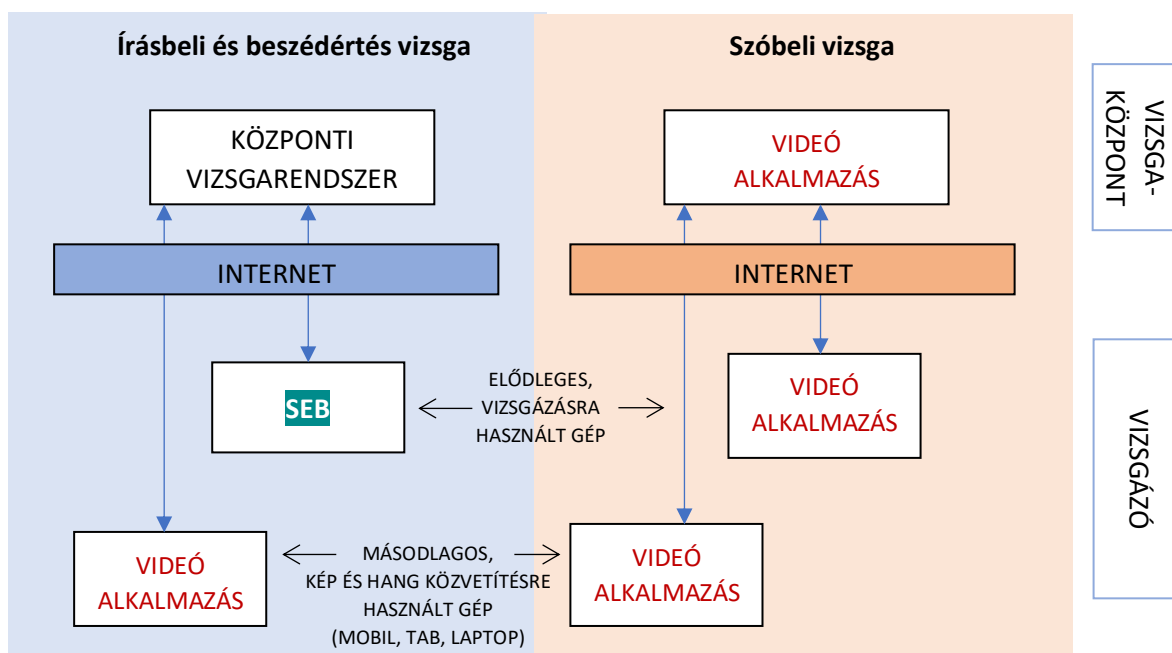 Írásbeli és beszédértés vizsga
Szóbeli vizsga
KÖZPONTI
VIZSGARENDSZER
VIDEÓ
ALKALMAZÁS
VIZSGA-
KÖZPONT
INTERNET
INTERNET
SEB
ELŐDLEGES,
VIZSGÁZÁSRA
HASZNÁLT GÉP
VIDEÓ
ALKALMAZÁS
VIZSGÁZÓ
VIDEÓ
ALKALMAZÁS
MÁSODLAGOS,
KÉP ÉS HANG KÖZVETÍTÉSRE
HASZNÁLT GÉP
(MOBIL, TAB, LAPTOP)
VIDEÓ
ALKALMAZÁS